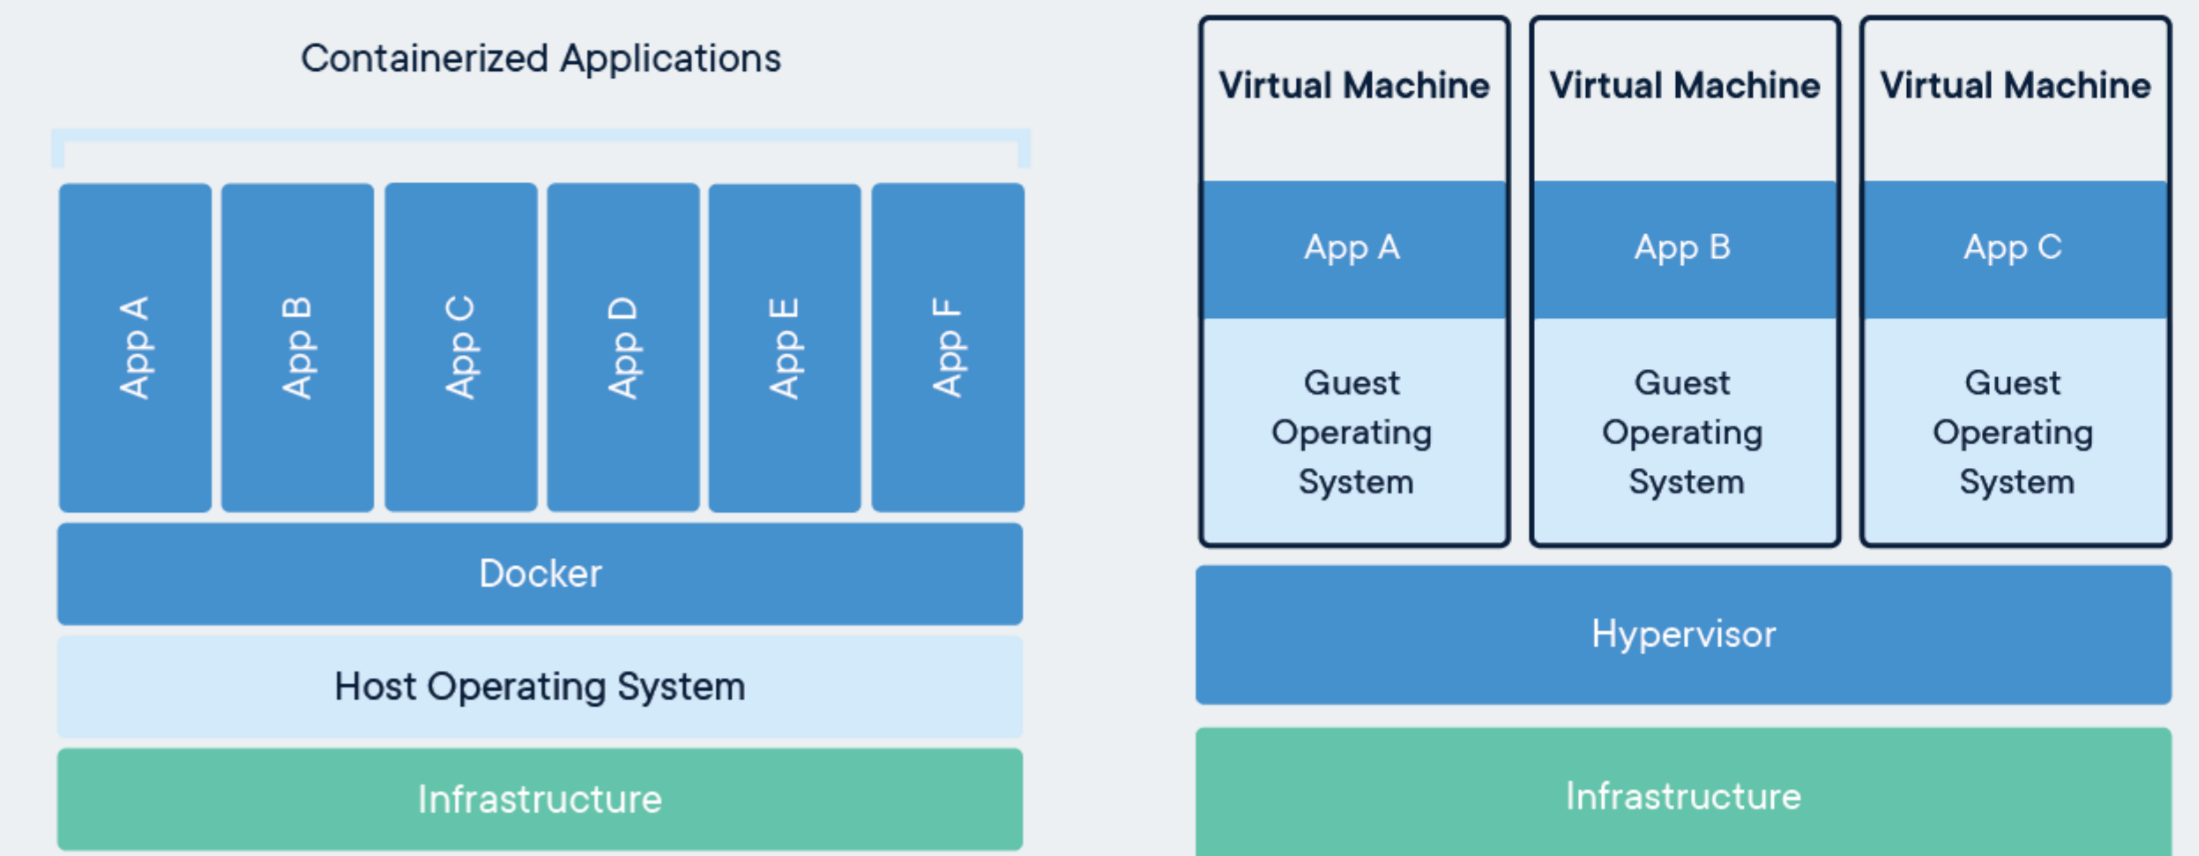 Containerized Applications
App A
App B
App C
App D
App E
App F
Docker
Host Operating System
Infrastructure
Virtual Machine
App A
Guest
Operating
System
Virtual Machine
App B
Guest
Operating
System
Virtual Machine
App C
Guest
Operating
System
Hypervisor
Infrastructure